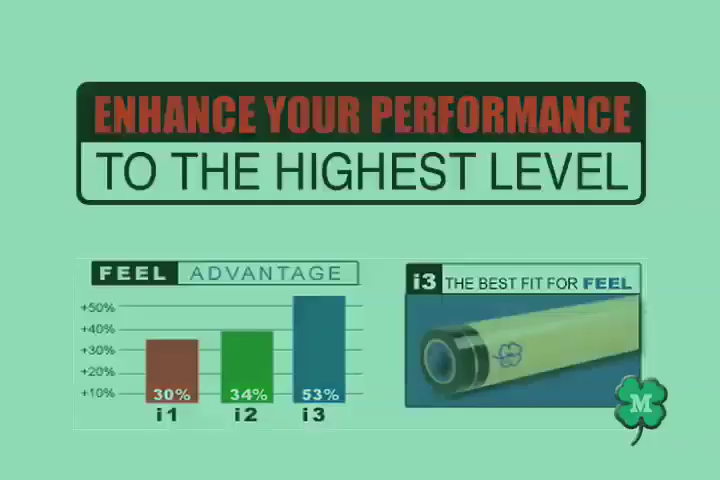 ENHANCE YOUR PERFORMANCE
TO THE HIGHEST LEVEL
FEEL ADVANTAGE
+50%
+40%
+30%
+20%
+10%
30% 34% 53%
i1 i2 i3
i3 THE BEST FIT FOR FEEL
M